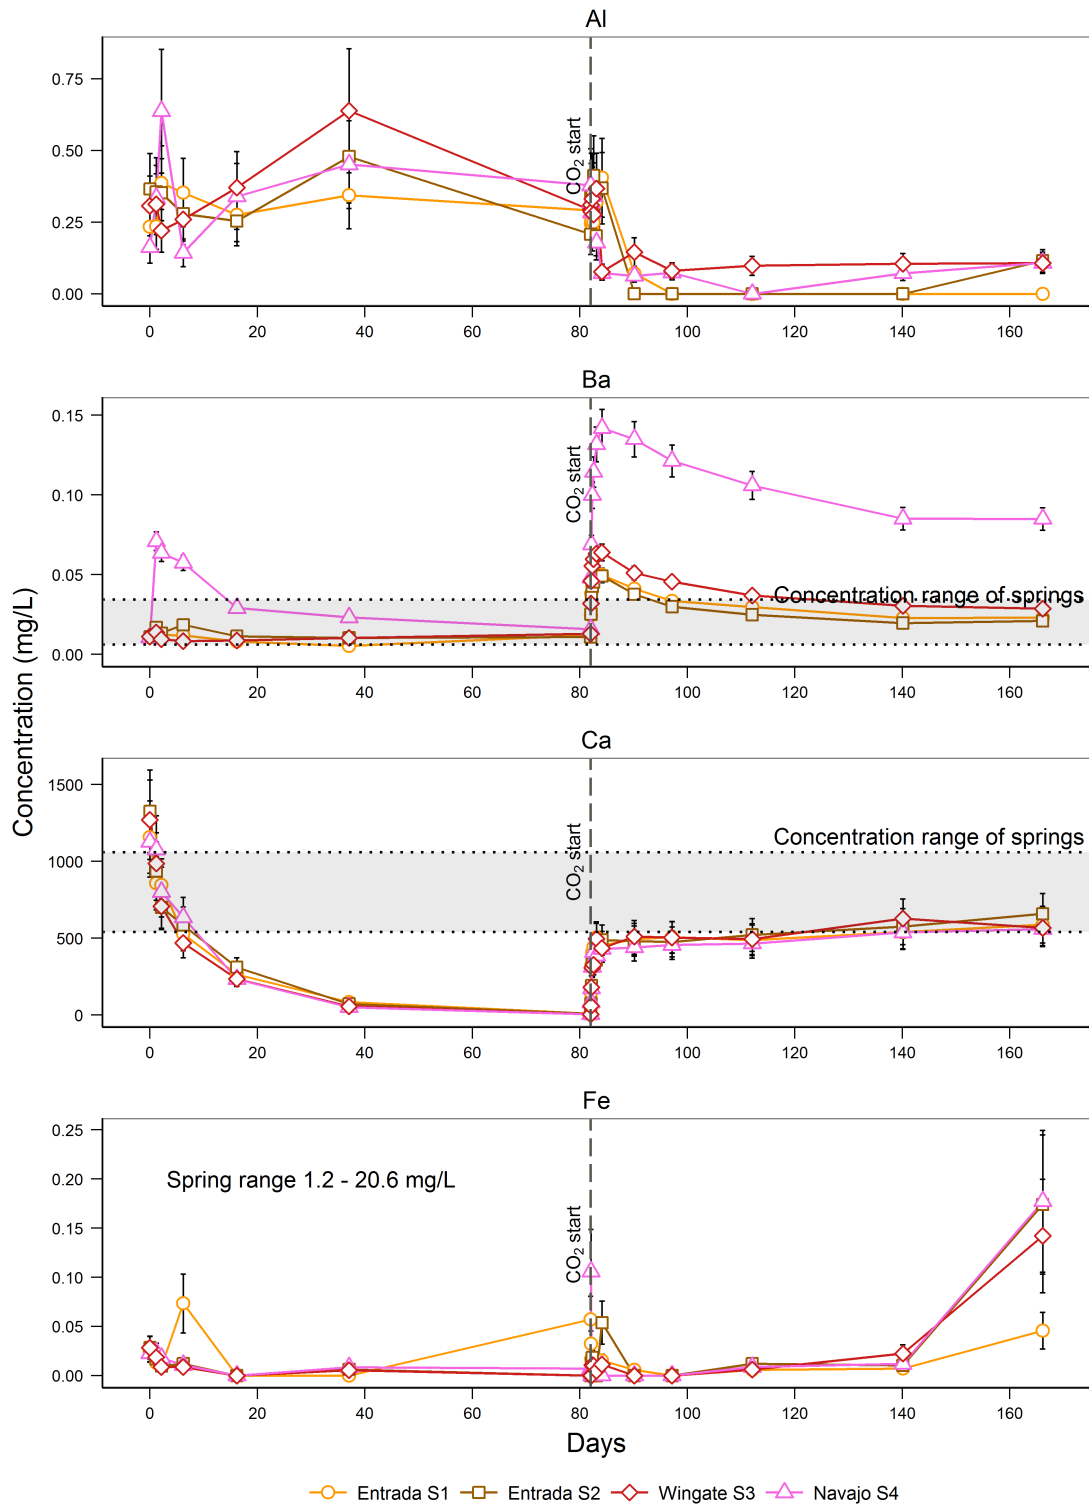 Al
0.75
0.50
0.25
0.00
CO2 start
0 20 40 60 80 100 120 140 160
Ba
0.15
0.10
0.05
0.00
CO2 start
Concentration range of springs
0 20 40 60 80 100 120 140 160
Concentration (mg/L)
Ca
1500
1000
500
0
CO2 start
Concentration range of springs
0 20 40 60 80 100 120 140 160
Fe
0.25
0.20
0.15
0.10
0.05
0.00
Spring range 1.2 - 20.6 mg/L
CO2 start
0 20 40 60 80 100 120 140 160
Days
Entrada S1 Entrada S2 Wingate S3 Navajo S4